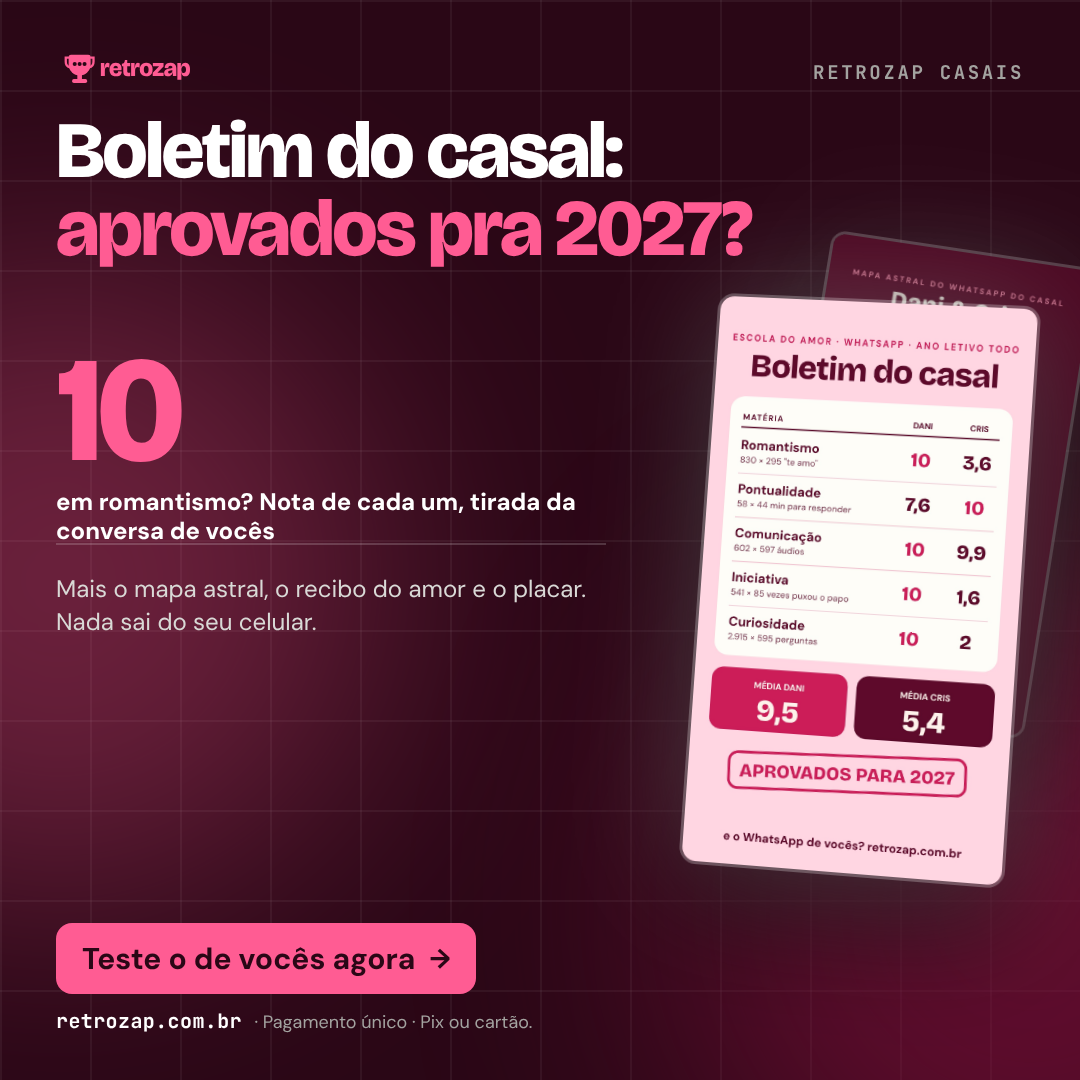 retrozap
RETROZAP CASAIS
Boletim do casal:
aprovados pra 2027?
10
em romantismo? Nota de cada um, tirada da
conversa de vocês
Mais o mapa astral, o recibo do amor e o placar.
Nada sai do seu celular.
MAPA ASTRAL DO WHATSAPP DO CASAL
ESCOLA DO AMOR · WHATSAPP · ANO LETIVO TODO
Boletim do casal
MATÉRIA DANI CRIS
Romantismo 10 3,6
830 × 295 "te amo"
Pontualidade 7,6 10
58 × 44 min para responder
Comunicação 10 9,9
602 × 597 áudios
Iniciativa 10 1,6
541 × 85 vezes puxou o papo
Curiosidade 10 2
2.915 × 595 perguntas
MÉDIA DANI MÉDIA CRIS
9,5 5,4
APROVADOS PARA 2027
e o WhatsApp de vocês? retrozap.com.br
Teste o de vocês agora →
retrozap.com.br · Pagamento único · Pix ou cartão.